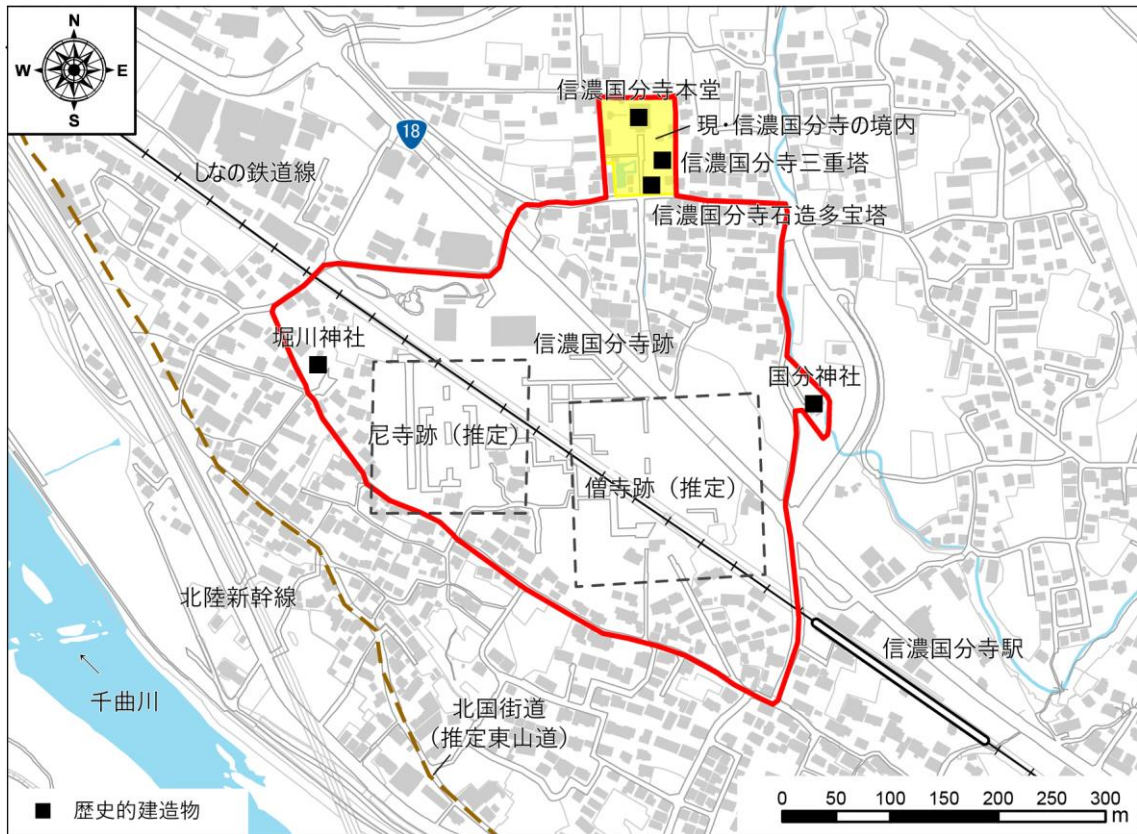 N
W E
S
18
信濃国分寺本堂
現・信濃国分寺の境内
信濃国分寺三重塔
信濃国分寺石造多宝塔
しなの鉄道線
堀川神社
信濃国分寺跡
国分神社
尼寺跡（推定）
僧寺跡（推定）
北陸新幹線
信濃国分寺駅
千曲川
北国街道
（推定東山道）
歴史的建造物
0 50 100 150 200 250 300
m